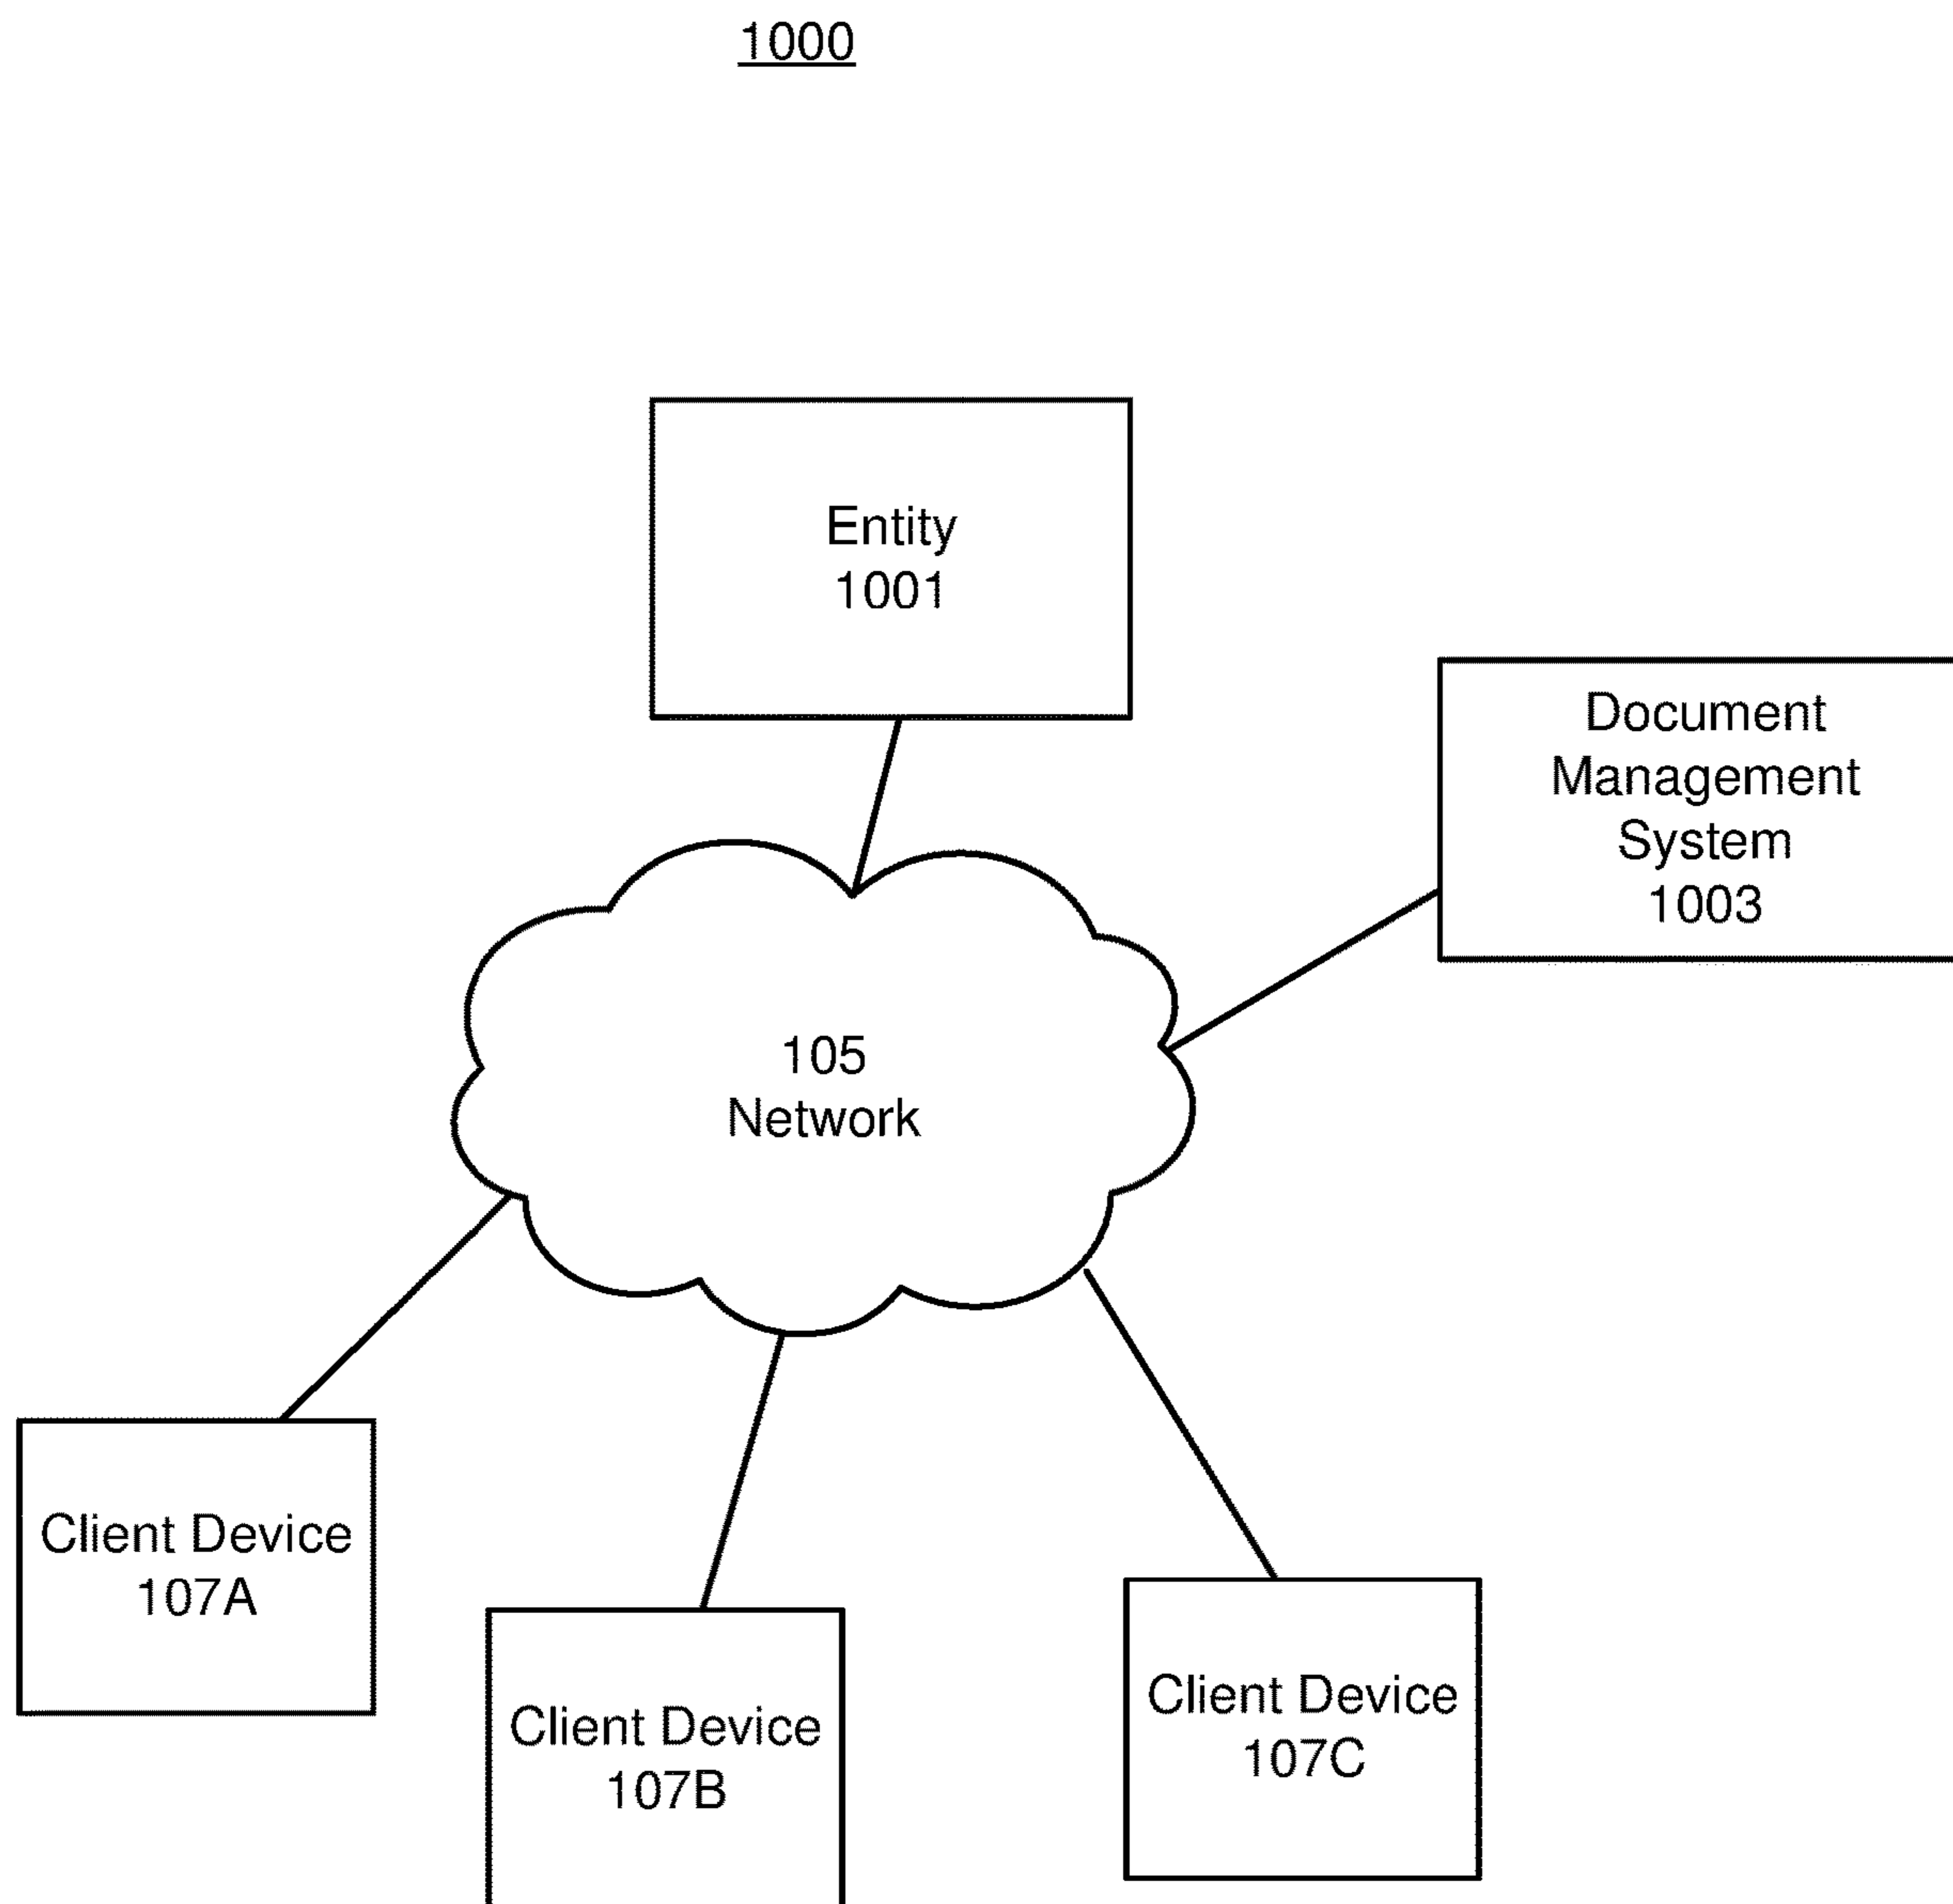 1000
Entity
1001
Document
Management
System
1003
105
Network
Client Device
107A
Client Device
107B
Client Device
107C